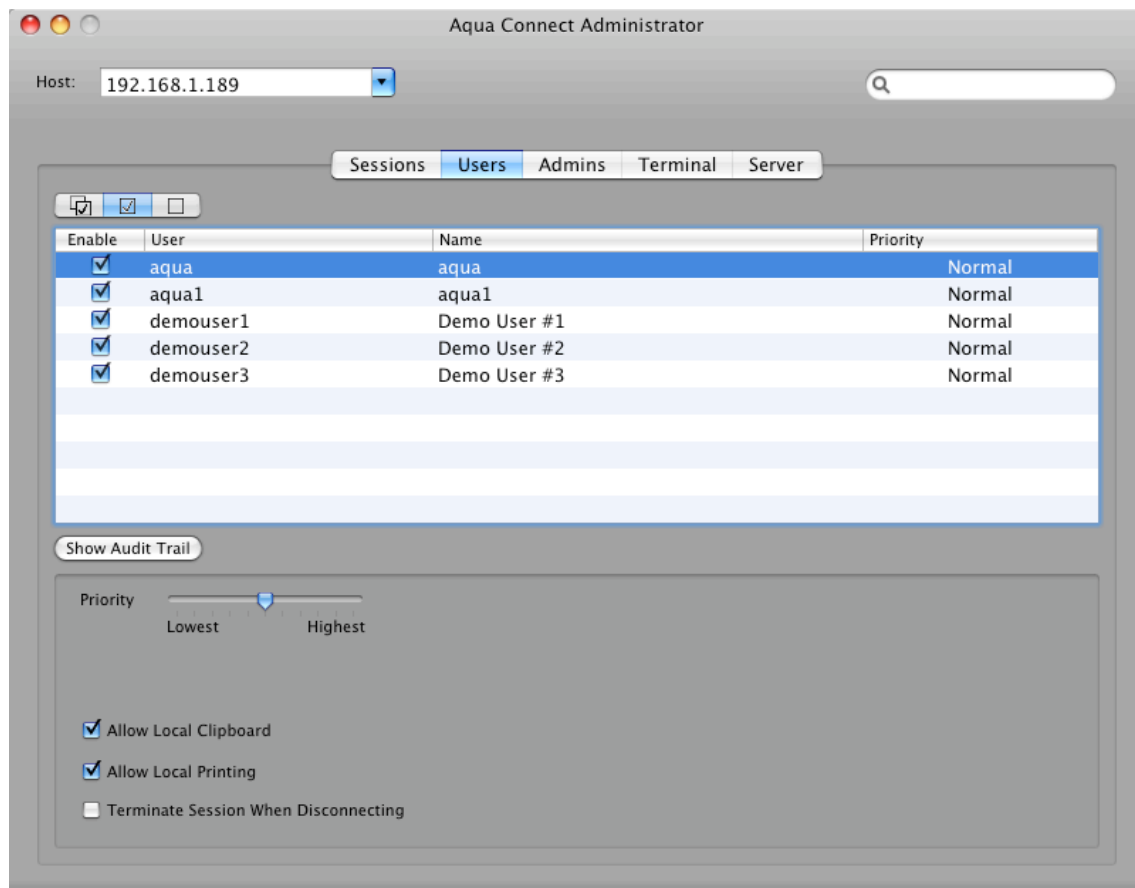 Aqua Connect Administrator
Host: 192.168.1.189
Sessions Users Admins Terminal Server
Enable User Name Priority
aqua aqua Normal
aqua1 aqua1 Normal
demouser1 Demo User #1 Normal
demouser2 Demo User #2 Normal
demouser3 Demo User #3 Normal
Show Audit Trail
Priority
Lowest Highest
Allow Local Clipboard
Allow Local Printing
Terminate Session When Disconnecting